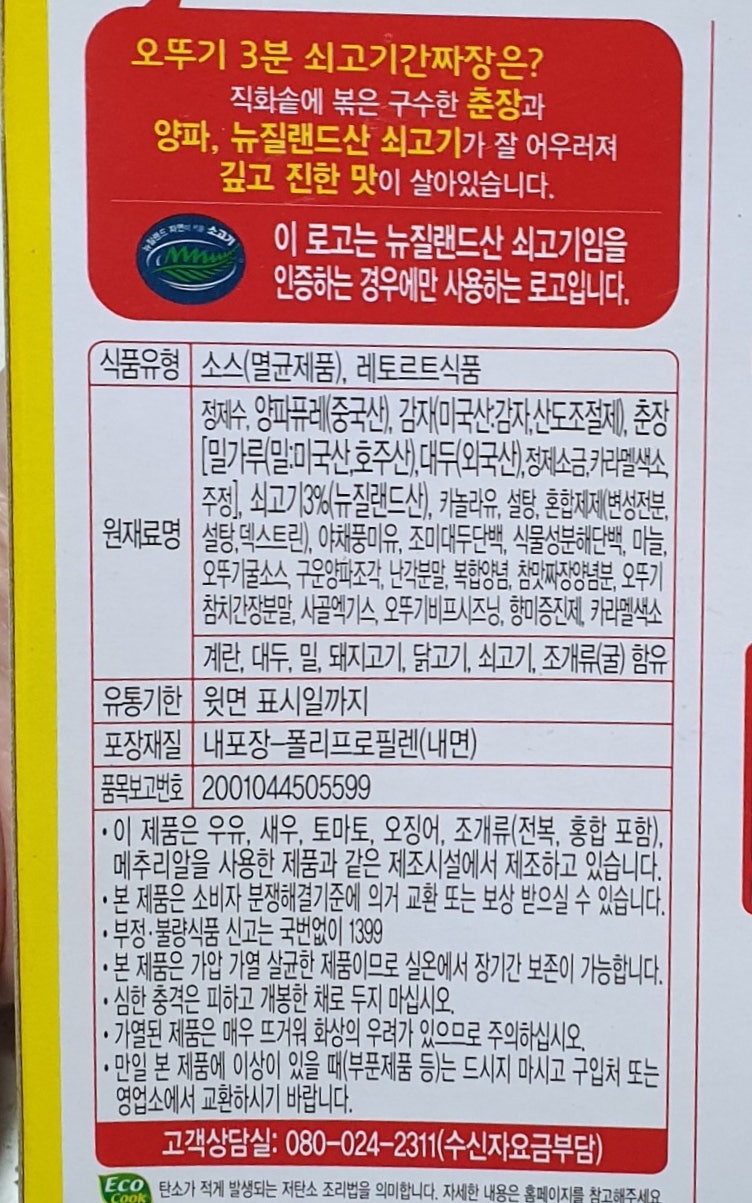 오뚜기 3분 쇠고기간짜장은?
직화솥에 볶은 구수한 춘장과
양파, 뉴질랜드산 쇠고기가 잘 어우러져
깊고 진한 맛이 살아있습니다.
뉴질랜드 자연이 키운 소고기
이 로고는 뉴질랜드산 쇠고기임을
인증하는 경우에만 사용하는 로고입니다.
식품유형 소스(멸균제품), 레토르트식품
원재료명
정제수, 양파퓨레(중국산), 감자(미국산:감자,산도조절제), 춘장
[밀가루(밀:미국산,호주산),대두(외국산),정제소금,카라멜색소,
주정], 쇠고기3%(뉴질랜드산), 카놀라유, 설탕, 혼합제제(변성전분,
설탕,덱스트린), 야채풍미유, 조미대두단백, 식물성분해단백, 마늘,
오뚜기굴소스, 구운양파조각, 난각분말, 복합양념, 참맛짜장양념분, 오뚜기
참치간장분말, 사골엑기스, 오뚜기비프시즈닝, 향미증진제, 카라멜색소
계란, 대두, 밀, 돼지고기, 닭고기, 쇠고기, 조개류(굴) 함유
유통기한 윗면 표시일까지
포장재질 내포장–폴리프로필렌(내면)
품목보고번호 2001044505599
•이 제품은 우유, 새우, 토마토, 오징어, 조개류(전복, 홍합 포함),
메추리알을 사용한 제품과 같은 제조시설에서 제조하고 있습니다.
•본 제품은 소비자 분쟁해결기준에 의거 교환 또는 보상 받으실 수 있습니다.
•부정·불량식품 신고는 국번없이 1399
•본 제품은 가압 가열 살균한 제품이므로 실온에서 장기간 보존이 가능합니다.
•심한 충격은 피하고 개봉한 채로 두지 마십시오.
•가열된 제품은 매우 뜨거워 화상의 우려가 있으므로 주의하십시오.
•만일 본 제품에 이상이 있을 때(부푼제품 등)는 드시지 마시고 구입처 또는
영업소에서 교환하시기 바랍니다.
고객상담실: 080-024-2311(수신자요금부담)
Eco
Cook
탄소가 적게 발생되는 저탄소 조리법을 의미합니다. 자세한 내용은 홈페이지를 참고해주세요